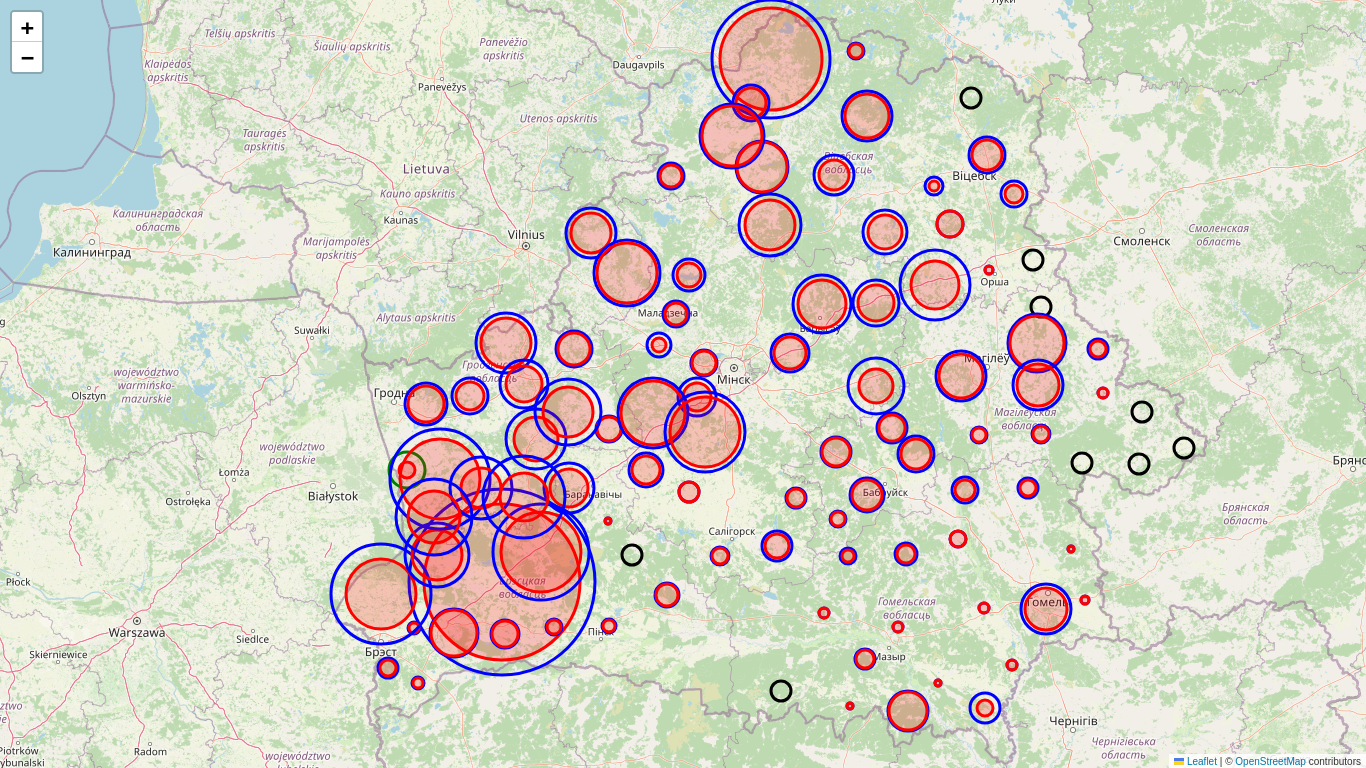 +
−
Луки
Telšių apskritis
Šiaulių apskritis
Panevėžio
apskritis
Klaipėdos
apskritis
Daugavpils
Panevėžys
Utenos apskritis
Tauragės
apskritis
Lietuva
Віцебская
вобласць
Віцебск
Kauno apskritis
Kaunas
Калининградская
область
Vilnius
Калининград
Marijampolės
apskritis
Смоленск
Смоленская
область
Орша
Alytaus apskritis
Маладзечна
Suwałki
Барысаў
Магілёў
Гродзенская
вобласць
Мінск
województwo
warmińsko-
mazurskie
Olsztyn
Гродна
Магілёўская
вобласць
województwo
podlaskie
Łomża
Białystok
Ostrołęka
Баранавічы
Бабруйск
Брянск
Брянская
область
Салігорск
Płock
Брэсцкая
вобласць
Гомель
Гомельская
вобласць
Warszawa
Siedlce
Пінск
Skierniewice
Брэст
Мазыр
Чернігів
Radom
Piotrków
Trybunalski
województwo
lubelskie
Чернігівська
область
Leaflet | © OpenStreetMap contributors